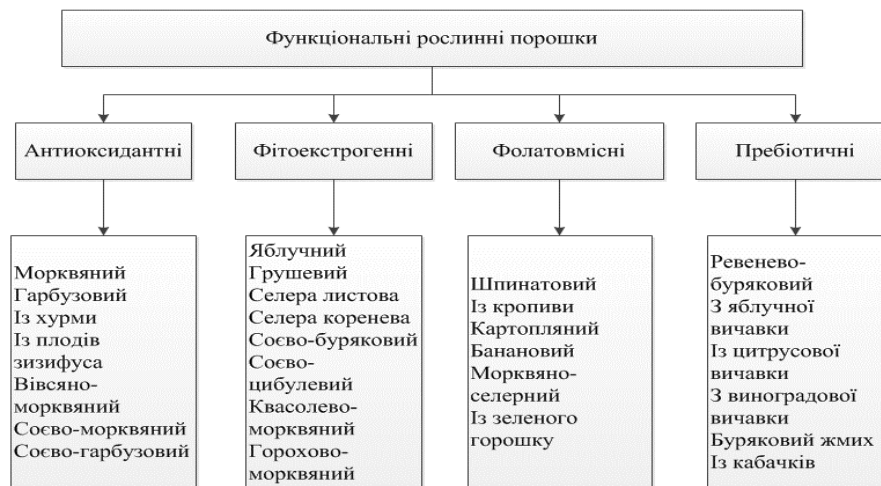 Функціональні рослинні порошки
Антиоксидантні
Фітоекстрогенні
Фолатовмісні
Пребіотичні
Морквяний
Гарбузовий
Із хурми
Із плодів
зизифуса
Вівсяно-
морквяний
Соєво-морквяний
Соєво-гарбузовий
Яблучний
Грушевий
Селера листова
Селера коренева
Соєво-буряковий
Соєво-
цибулевий
Квасолево-
морквяний
Горохово-
морквяний
Шпинатовий
Із кропиви
Картопляний
Банановий
Морквяно-
селерний
Із зеленого
горошку
Ревенево-
буряковий
З яблучної
вичавки
Із цитрусової
вичавки
З виноградової
вичавки
Буряковий жмих
Із кабачків